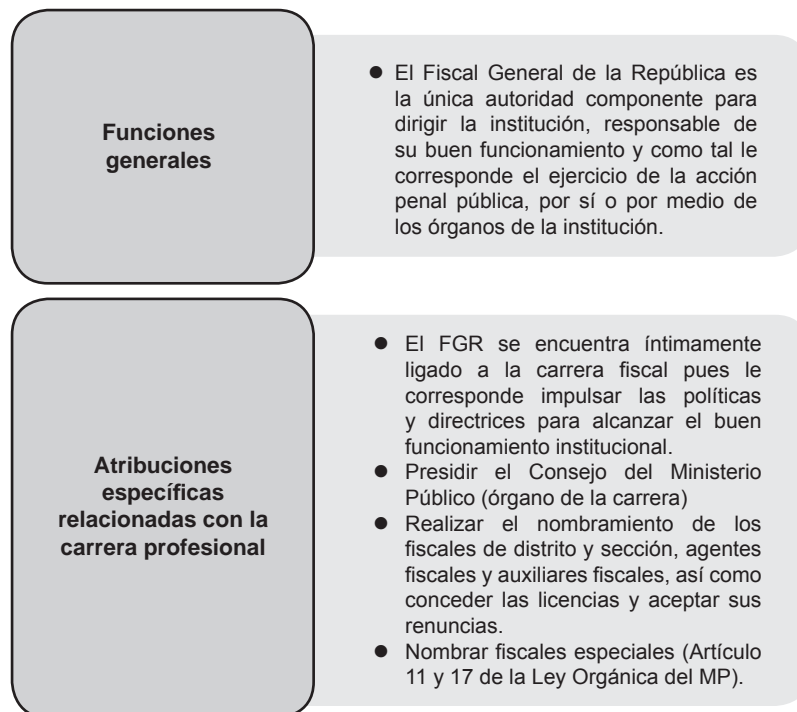 Funciones
generales
● El Fiscal General de la República es
la única autoridad componente para
dirigir la institución, responsable de
su buen funcionamiento y como tal le
corresponde el ejercicio de la acción
penal pública, por sí o por medio de
los órganos de la institución.
Atribuciones
específicas
relacionadas con la
carrera profesional
● El FGR se encuentra íntimamente
ligado a la carrera fiscal pues le
corresponde impulsar las políticas
y directrices para alcanzar el buen
funcionamiento institucional.
● Presidir el Consejo del Ministerio
Público (órgano de la carrera)
● Realizar el nombramiento de los
fiscales de distrito y sección, agentes
fiscales y auxiliares fiscales, así como
conceder las licencias y aceptar sus
renuncias.
● Nombrar fiscales especiales (Artículo
11 y 17 de la Ley Orgánica del MP).